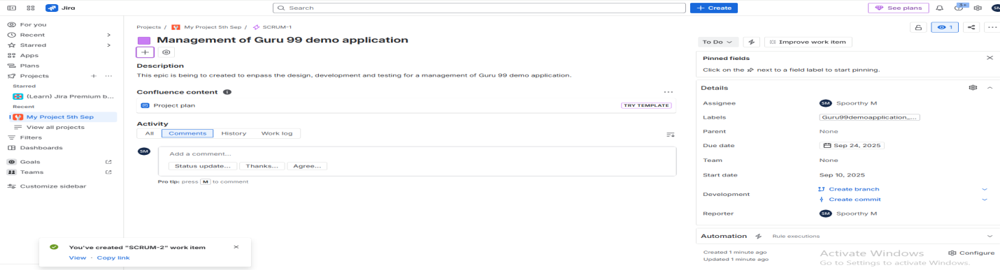 Jira
Search
+ Create
See plans
3+
SM
For you
Recent
Starred
Apps
Plans
Projects
Starred
(Learn) Jira Premium b...
Recent
My Project 5th Sep
View all projects
Filters
Dashboards
Goals
Teams
Customize sidebar
Projects / My Project 5th Sep / SCRUM-1
Management of Guru 99 demo application
Description
This epic is being to created to enpass the design, development and testing for a management of Guru 99 demo application.
Confluence content
Project plan
TRY TEMPLATE
Activity
All Comments History Work log
SM
Add a comment...
Status update... Thanks... Agree...
Pro tip: press M to comment
1
To Do
Improve work item
Pinned fields
Click on the next to a field label to start pinning.
Details
Assignee SM Spoorthy M
Labels Guru99demoapplication_...
Parent None
Due date Sep 24, 2025
Team None
Start date Sep 10, 2025
Development Create branch
Create commit
Reporter SM Spoorthy M
Automation Rule executions
Created 1 minute ago
Updated 1 minute ago
Configure
Activate Windows
Go to Settings to activate Windows.
You've created "SCRUM-2" work item
View · Copy link